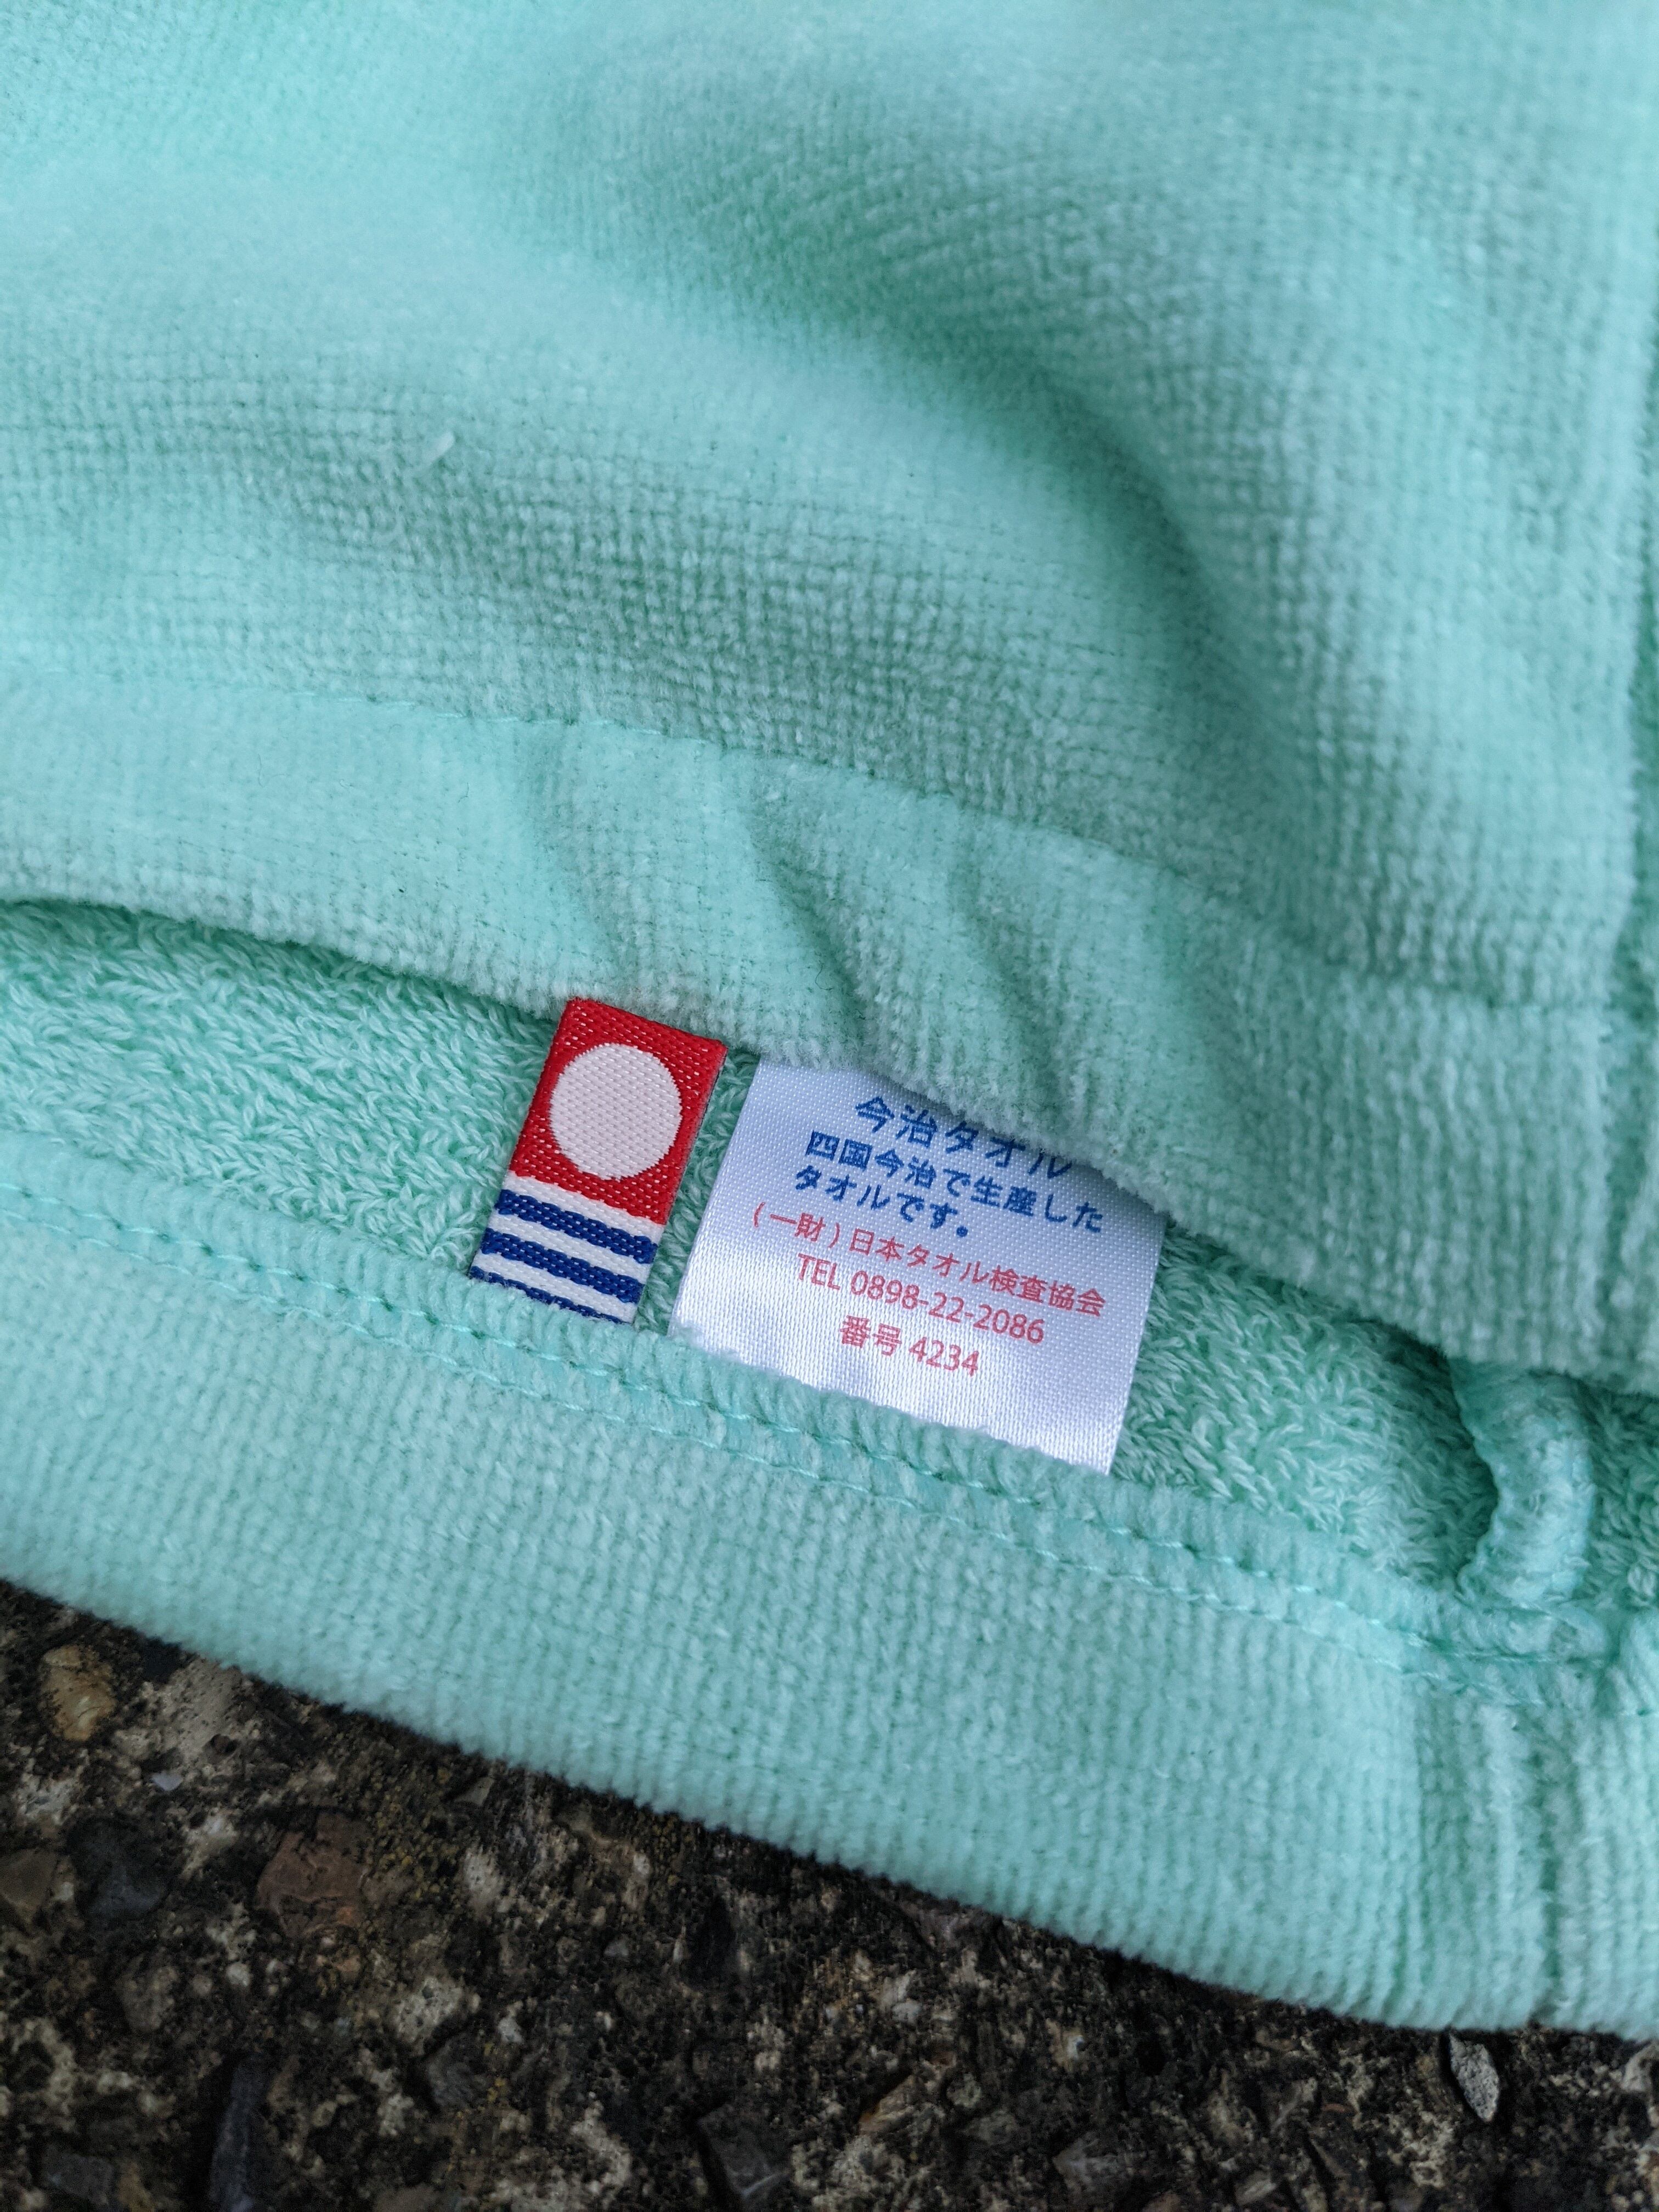 今治タオル
四国今治で生産した
タオルです。
(一財)日本タオル検査協会
TEL 0898-22-2086
番号 4234